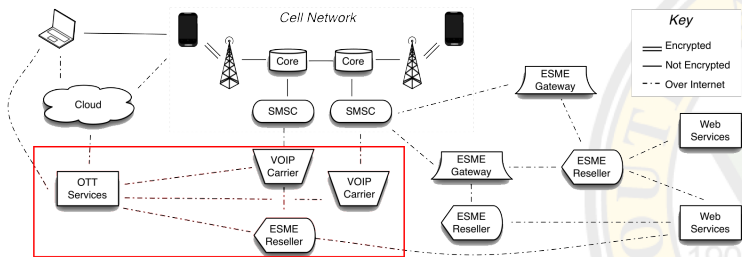 Cell Network
Key
Encrypted
Not Encrypted
Over Internet
Core
Core
Cloud
SMSC
SMSC
ESME
Gateway
Web
Services
OTT
Services
VOIP
Carrier
VOIP
Carrier
ESME
Gateway
ESME
Reseller
ESME
Reseller
ESME
Reseller
Web
Services